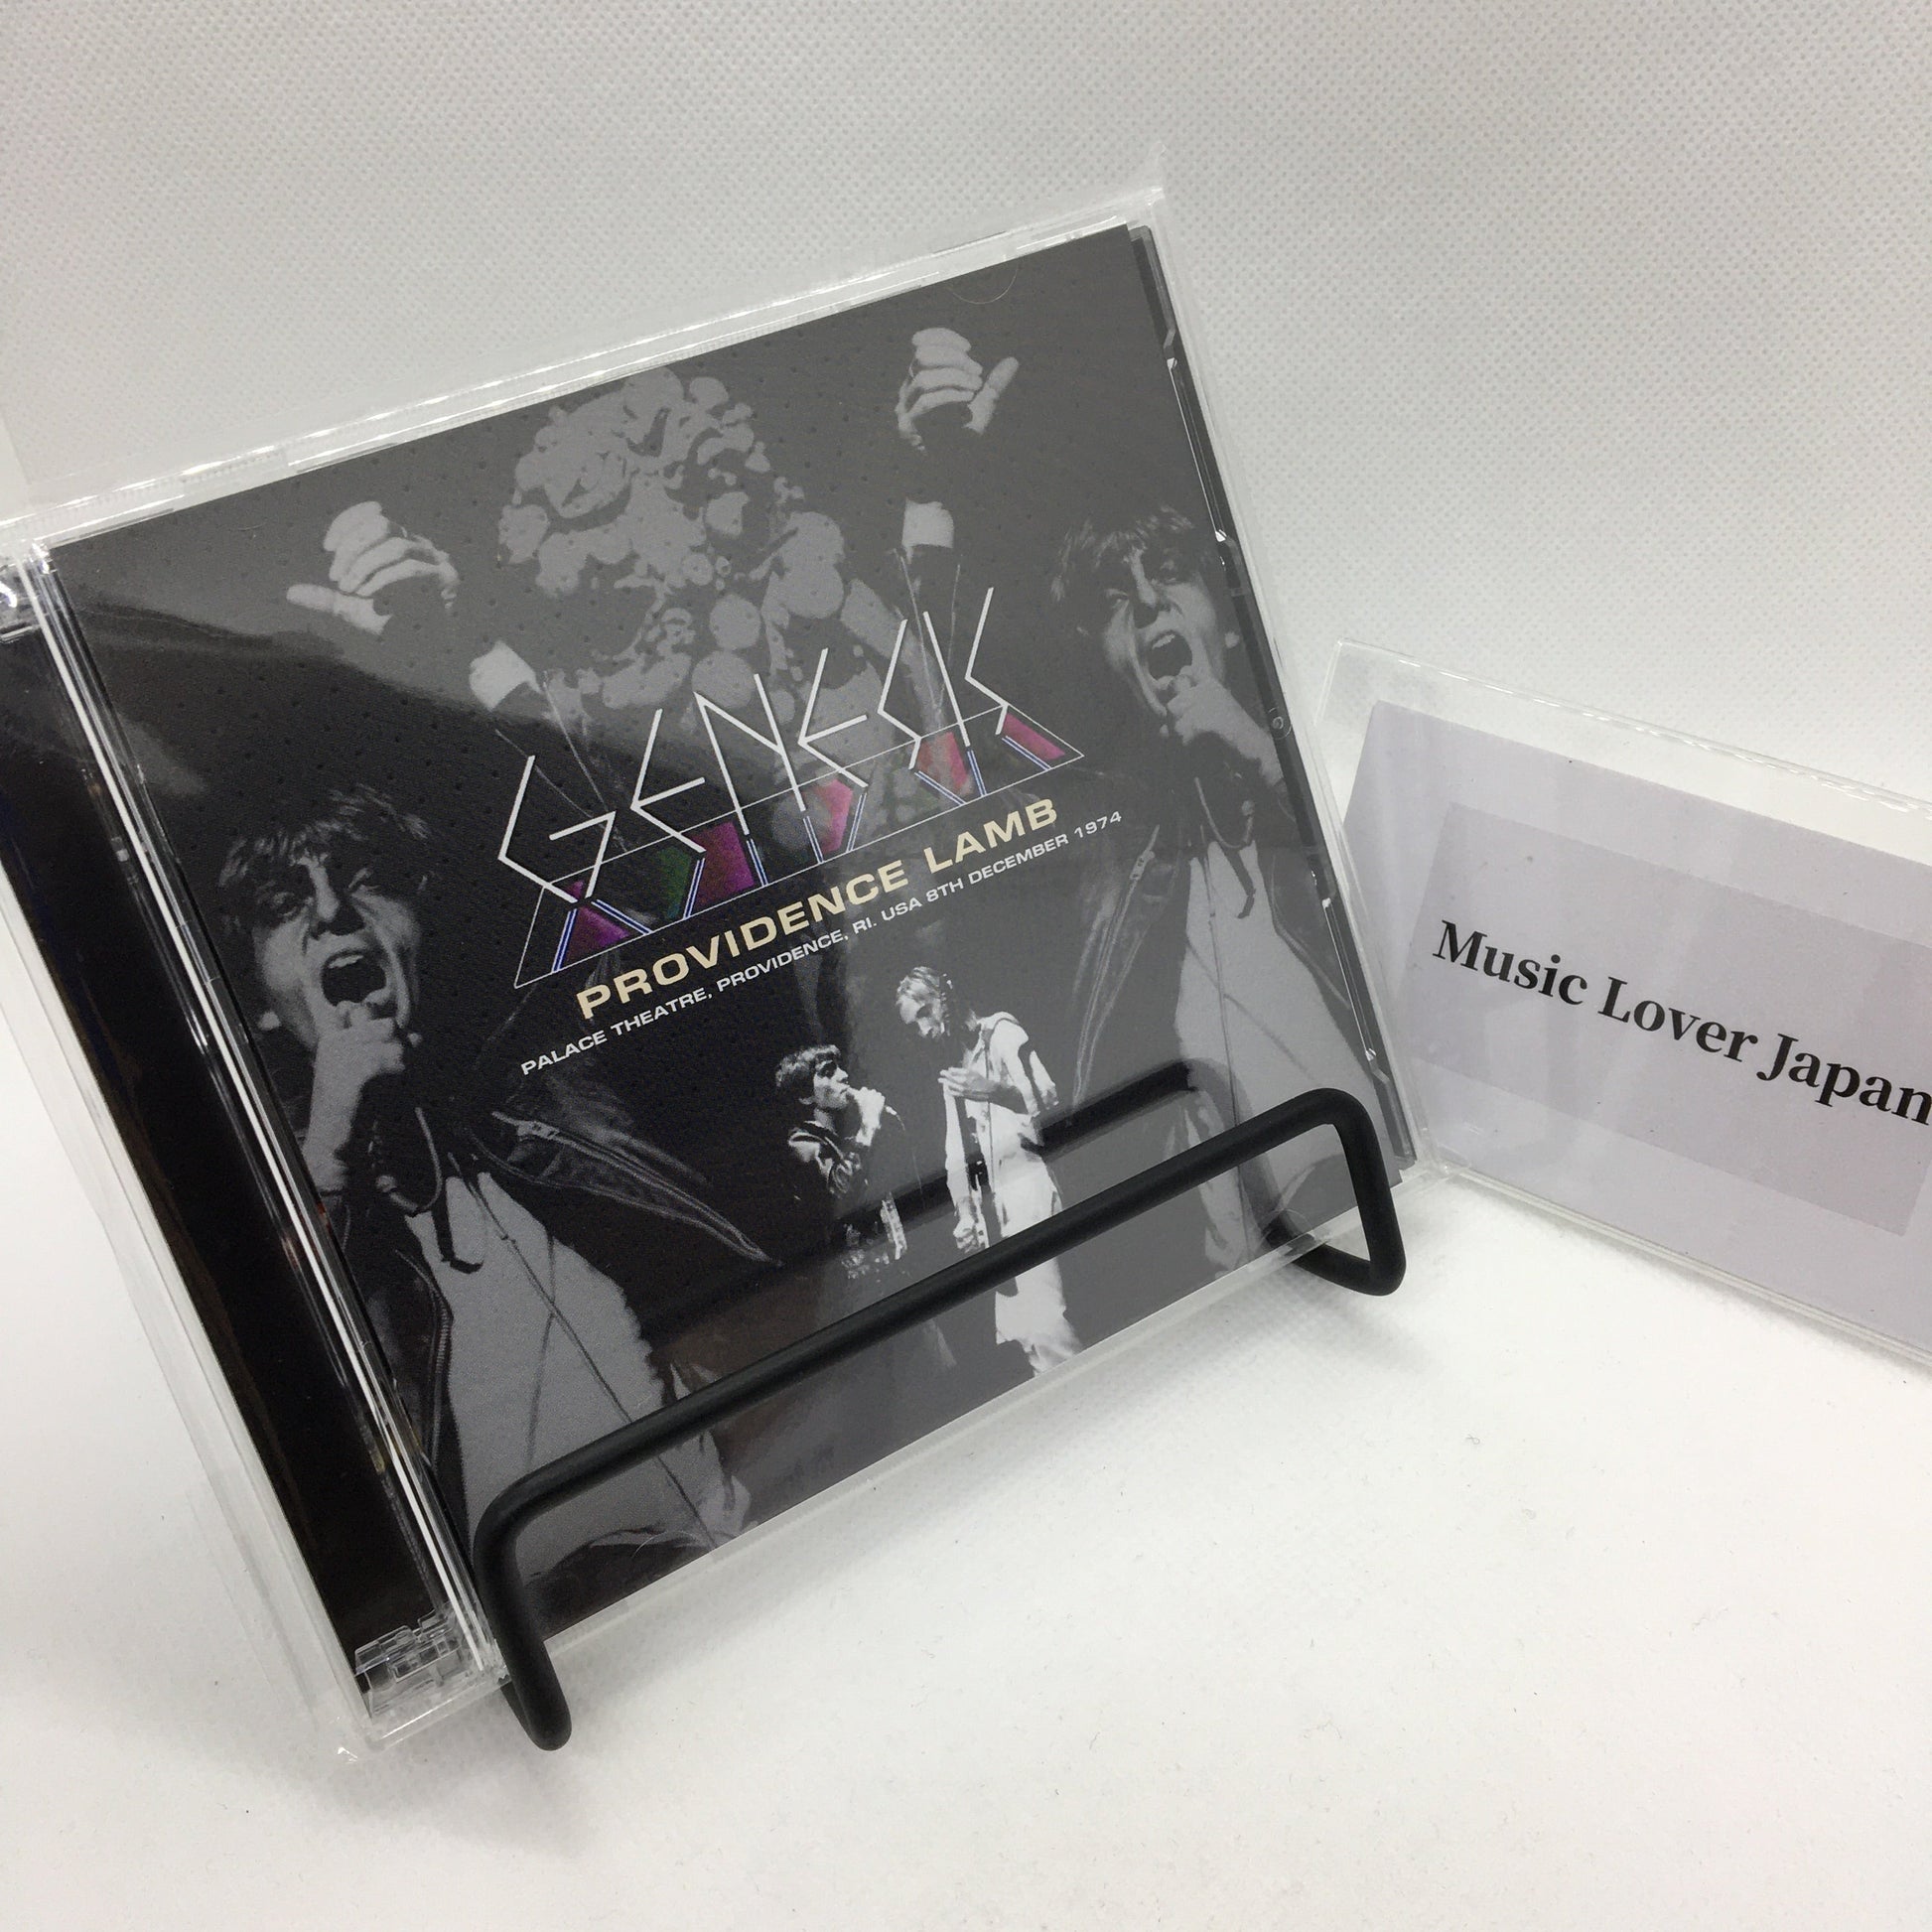 GENESIS
PROVIDENCE LAMB
PALACE THEATRE, PROVIDENCE, RI. USA 8TH DECEMBER 1974
Music Lover Japan